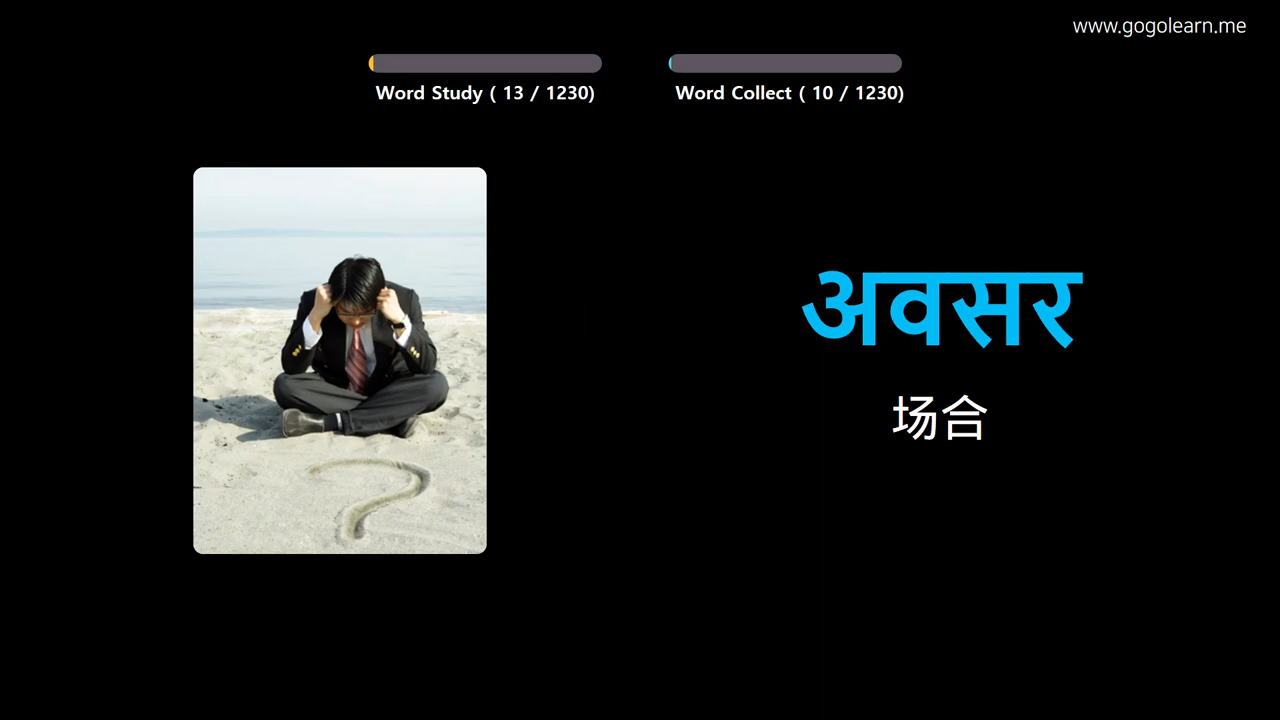 www.gogolearn.me
Word Study ( 13 / 1230)
Word Collect ( 10 / 1230)
अवसर
场合
?